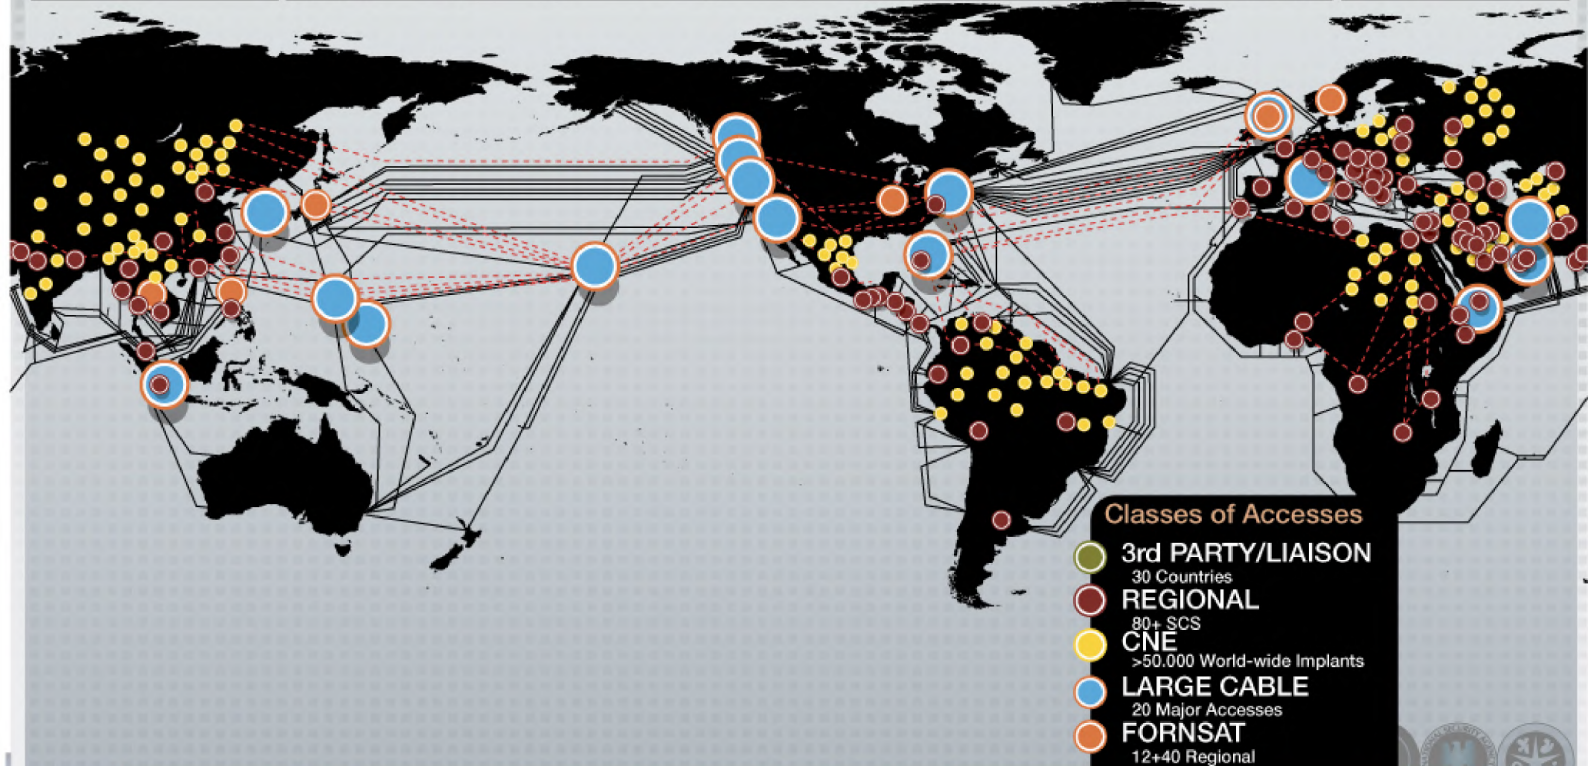 Classes of Accesses
3rd PARTY/LIAISON
30 Countries
REGIONAL
80+ SCS
CNE
>50.000 World-wide Implants
LARGE CABLE
20 Major Accesses
FORNSAT
12+40 Regional